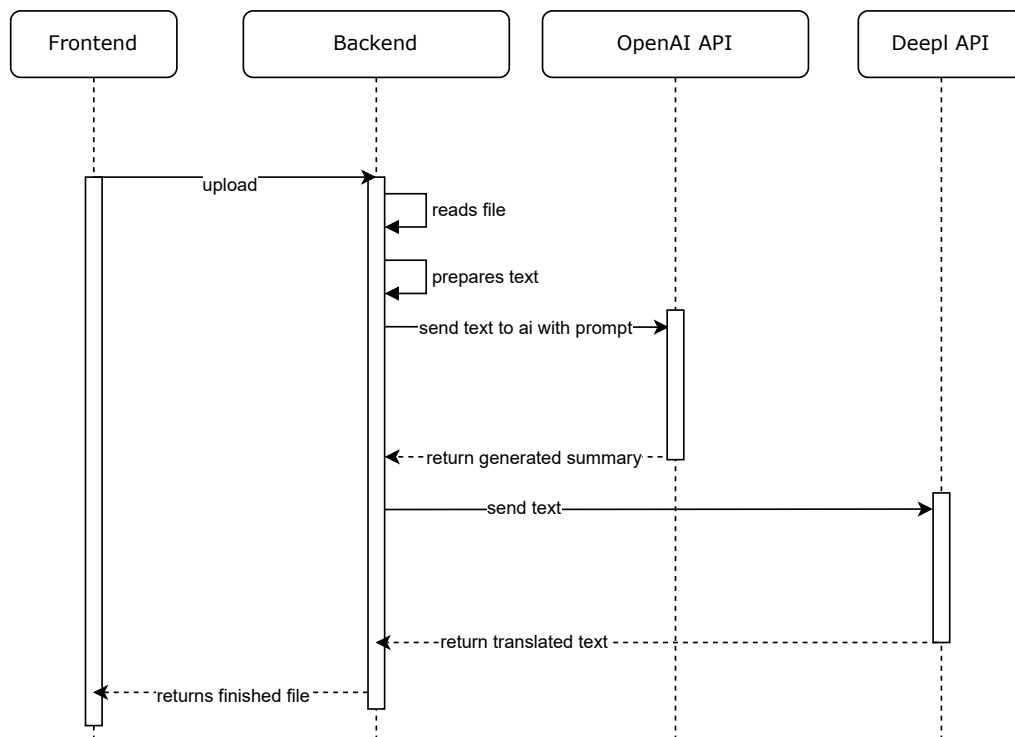 Frontend
Backend
OpenAI API
Deepl API
upload
reads file
prepares text
send text to ai with prompt
return generated summary
send text
return translated text
returns finished file